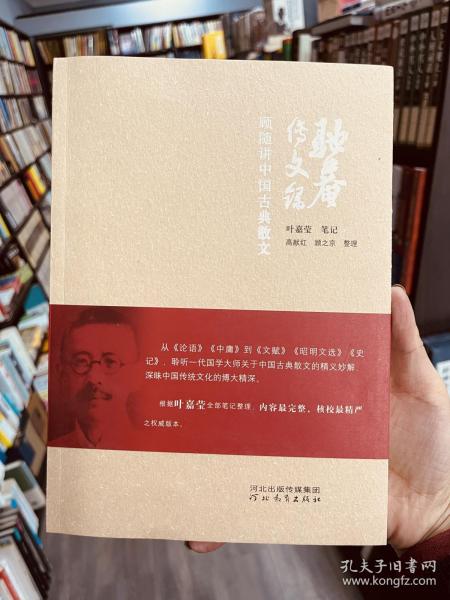 驼庵
传文录
顾随讲中国古典散文
叶嘉莹 笔记
高献红 顾之京 整理
从《论语》《中庸》到《文赋》《昭明文选》《史
记》，聆听一代国学大师关于中国古典散文的精义妙解
深味中国传统文化的博大精深。
根据叶嘉莹全部笔记整理，内容最完整，核校最精严
之权威版本。
河北出版传媒集团
河北教育出版社
孔夫子旧书网
www.kongfz.com